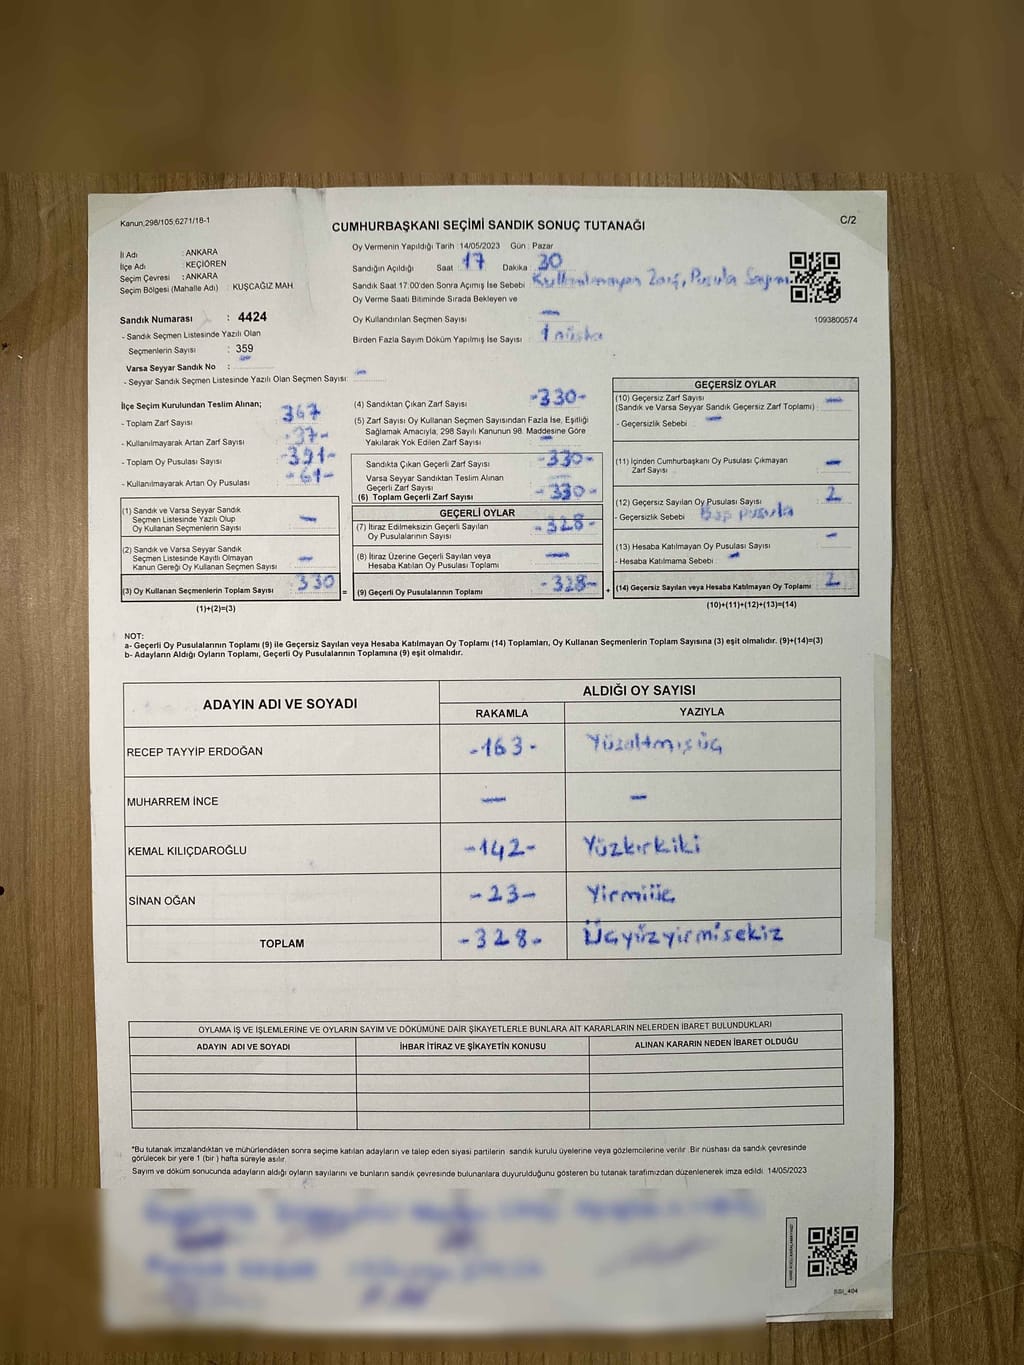 Kanun,298/105,6271/18-1
C/2
CUMHURBAŞKANI SEÇİMİ SANDIK SONUÇ TUTANAĞI
İl Adı : ANKARA
İlçe Adı : KEÇİÖREN
Seçim Çevresi : ANKARA
Seçim Bölgesi (Mahalle Adı) : KUŞCAĞIZ MAH
Sandık Numarası : 4424
- Sandık Seçmen Listesinde Yazılı Olan
Seçmenlerin Sayısı : 359
Varsa Seyyar Sandık No : -
- Seyyar Sandık Seçmen Listesinde Yazılı Olan Seçmen Sayısı: -
Oy Vermenin Yapıldığı Tarih :14/05/2023 Gün : Pazar
Sandığın Açıldığı Saat 17 Dakika 30
Sandık Saat 17:00'den Sonra Açımış İse Sebebi Kullanılmayan Zarf, Pusula Sayım
Oy Verme Saati Bitiminde Sırada Bekleyen ve
Oy Kullandırılan Seçmen Sayısı -
Birden Fazla Sayım Döküm Yapılmış İse Sayısı : 1 nüsha
1093800574
İlçe Seçim Kurulundan Teslim Alınan;
- Toplam Zarf Sayısı : 367
- Kullanılmayarak Artan Zarf Sayısı : -37-
- Toplam Oy Pusulası Sayısı : -391-
- Kullanılmayarak Artan Oy Pusulası : -61-
(1) Sandık ve Varsa Seyyar Sandık
Seçmen Listesinde Yazılı Olup
Oy Kullanan Seçmenlerin Sayısı -
(2) Sandık ve Varsa Seyyar Sandık
Seçmen Listesinde Kayıtlı Olmayan
Kanun Gereği Oy Kullanan Seçmen Sayısı -
(3) Oy Kullanan Seçmenlerin Toplam Sayısı 330
(1)+(2)=(3)
=
(4) Sandıktan Çıkan Zarf Sayısı -330-
(5) Zarf Sayısı Oy Kullanan Seçmen Sayısından Fazla İse, Eşitliği
Sağlamak Amacıyla, 298 Sayılı Kanunun 98. Maddesine Göre
Yakılarak Yok Edilen Zarf Sayısı -
Sandıkta Çıkan Geçerli Zarf Sayısı -330-
Varsa Seyyar Sandıktan Teslim Alınan
Geçerli Zarf Sayısı -
(6) Toplam Geçerli Zarf Sayısı -330-
GEÇERLİ OYLAR
(7) İtiraz Edilmeksizin Geçerli Sayılan
Oy Pusulalarının Sayısı -328-
(8) İtiraz Üzerine Geçerli Sayılan veya
Hesaba Katılan Oy Pusulası Toplamı -
(9) Geçerli Oy Pusulalarının Toplamı -328-
+
GEÇERSİZ OYLAR
(10) Geçersiz Zarf Sayısı
(Sandık ve Varsa Seyyar Sandık Geçersiz Zarf Toplamı) : -
- Geçersizlik Sebebi : -
(11) İçinden Cumhurbaşkanı Oy Pusulası Çıkmayan
Zarf Sayısı -
(12) Geçersiz Sayılan Oy Pusulası Sayısı 2
- Geçersizlik Sebebi : Boş pusula
(13) Hesaba Katılmayan Oy Pusulası Sayısı -
- Hesaba Katılmama Sebebi : -
(14) Geçersiz Sayılan veya Hesaba Katılmayan Oy Toplamı 2
(10)+(11)+(12)+(13)=(14)
NOT:
a- Geçerli Oy Pusulalarının Toplamı (9) ile Geçersiz Sayılan veya Hesaba Katılmayan Oy Toplamı (14) Toplamları, Oy Kullanan Seçmenlerin Toplam Sayısına (3) eşit olmalıdır. (9)+(14)=(3)
b- Adayların Aldığı Oyların Toplamı, Geçerli Oy Pusulalarının Toplamına (9) eşit olmalıdır.
ADAYIN ADI VE SOYADI
ALDIĞI OY SAYISI
RAKAMLA YAZIYLA
RECEP TAYYİP ERDOĞAN -163- Yüzaltmışüç
MUHARREM İNCE - -
KEMAL KILIÇDAROĞLU -142- Yüzkırkiki
SİNAN OĞAN -23- Yirmiüç
TOPLAM -328- Üçyüzyirmisekiz
OYLAMA İŞ VE İŞLEMLERİNE VE OYLARIN SAYIM VE DÖKÜMÜNE DAİR ŞİKAYETLERLE BUNLARA AİT KARARLARIN NELERDEN İBARET BULUNDUKLARI
ADAYIN ADI VE SOYADI İHBAR İTİRAZ VE ŞİKAYETİN KONUSU ALINAN KARARIN NEDEN İBARET OLDUĞU
*Bu tutanak imzalandıktan ve mühürlendikten sonra seçime katılan adayların ve talep eden siyasi partilerin sandık kurulu üyelerine veya gözlemcilerine verilir. Bir nüshası da sandık çevresinde
görülecek bir yere 1 (bir ) hafta süreyle asılır.
Sayım ve döküm sonucunda adayların aldığı oyların sayılarını ve bunların sandık çevresinde bulunanlara duyurulduğunu gösteren bu tutanak tarafımızdan düzenlenerek imza edildi. 14/05/2023